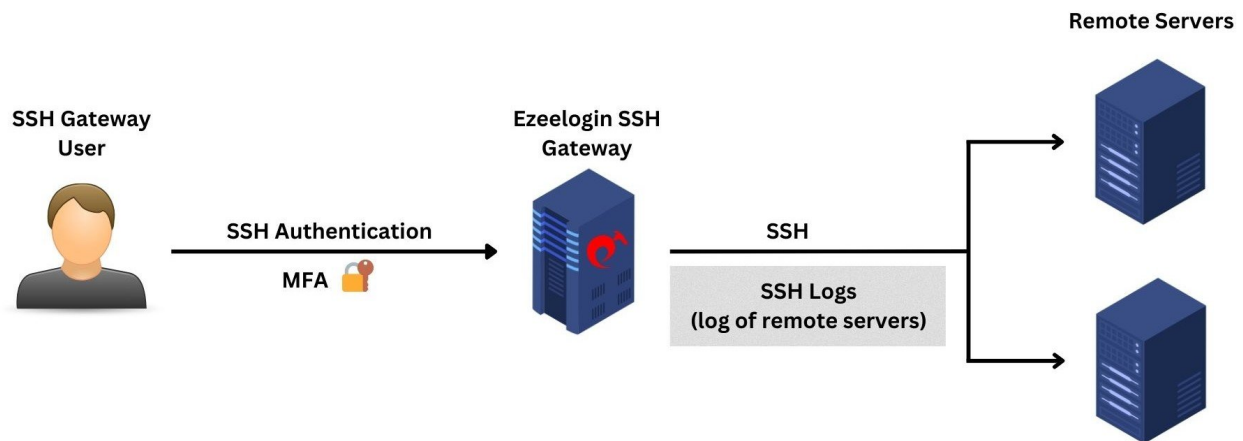 Remote Servers
SSH Gateway
User
Ezeelogin SSH
Gateway
SSH Authentication
MFA
SSH
SSH Logs
(log of remote servers)